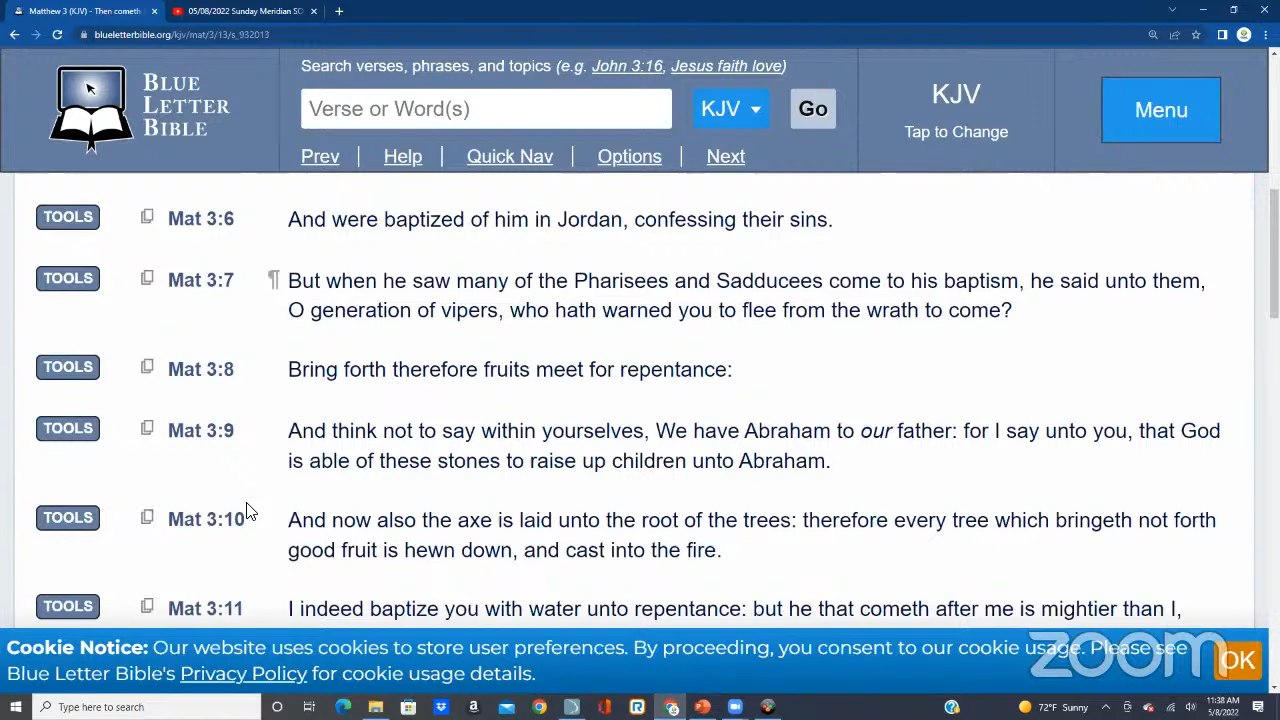 Matthew 3 (KJV) - Then cometh
05/08/2022 Sunday Meridian SD
blueletterbible.org/kjv/mat/3/13/s_932013
Search verses, phrases, and topics (e.g. John 3:16, Jesus faith love)
BLUE
LETTER
BIBLE
Verse or Word(s)
KJV
Go
Prev | Help | Quick Nav | Options | Next
KJV
Tap to Change
Menu
TOOLS Mat 3:6 And were baptized of him in Jordan, confessing their sins.
TOOLS Mat 3:7 ¶ But when he saw many of the Pharisees and Sadducees come to his baptism, he said unto them,
O generation of vipers, who hath warned you to flee from the wrath to come?
TOOLS Mat 3:8 Bring forth therefore fruits meet for repentance:
TOOLS Mat 3:9 And think not to say within yourselves, We have Abraham to our father: for I say unto you, that God
is able of these stones to raise up children unto Abraham.
TOOLS Mat 3:10 And now also the axe is laid unto the root of the trees: therefore every tree which bringeth not forth
good fruit is hewn down, and cast into the fire.
TOOLS Mat 3:11 I indeed baptize you with water unto repentance: but he that cometh after me is mightier than I,
Cookie Notice: Our website uses cookies to store user preferences. By proceeding, you consent to our cookie usage. Please see
Blue Letter Bible's Privacy Policy for cookie usage details.
OK
zoom
Type here to search
72°F Sunny
11:38 AM
5/8/2022